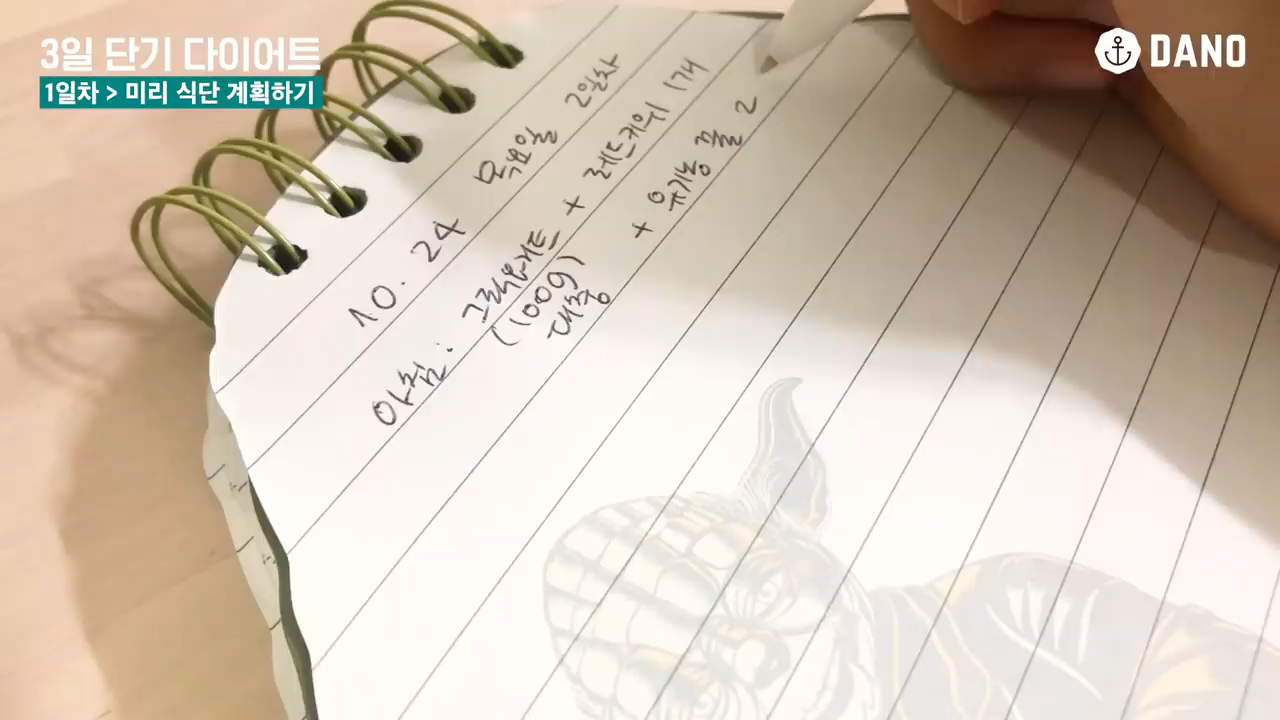 3일 단기 다이어트
1일차 > 미리 식단 계획하기
DANO
10. 24 목요일 2일차
아침: 그릭요거트 + 레드키위 1개
(100g) + 유기농 꿀 2
대충